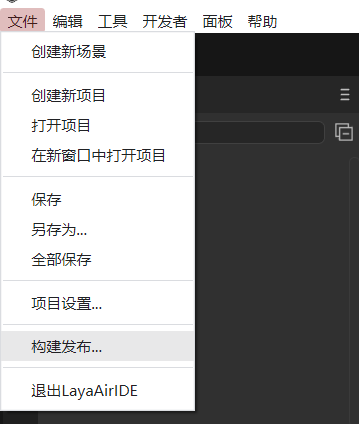 文件 编辑 工具 开发者 面板 帮助
创建新场景
创建新项目
打开项目
在新窗口中打开项目
保存
另存为...
全部保存
项目设置...
构建发布...
退出LayaAirIDE